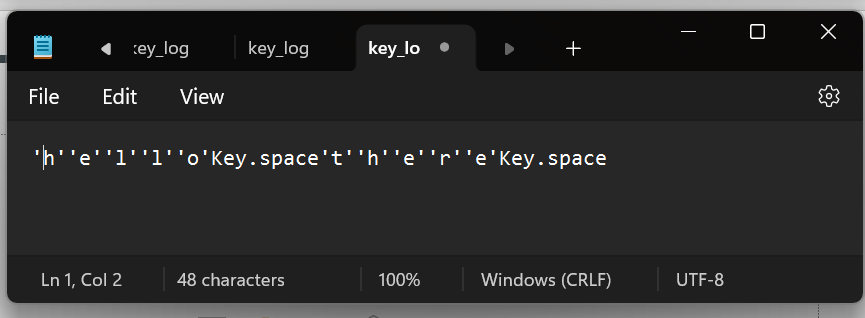 key_log
key_log
key_lo
File
Edit
View
'h''e''l''l''o'Key.space't''h''e''r''e'Key.space
Ln 1, Col 2
48 characters
100%
Windows (CRLF)
UTF-8